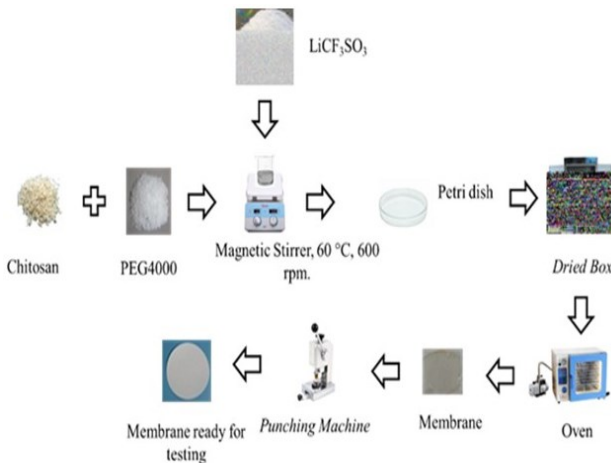 LiCF₃SO₃
Petri dish
Chitosan
PEG4000
Magnetic Stirrer, 60 °C, 600
rpm.
Dried Box
Membrane ready for
testing
Punching Machine
Membrane
Oven